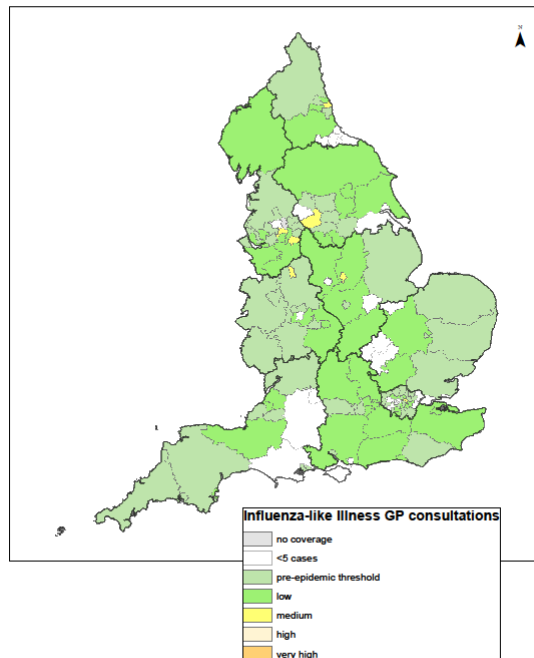 N
Influenza-like Illness GP consultations
no coverage
<5 cases
pre-epidemic threshold
low
medium
high
very high